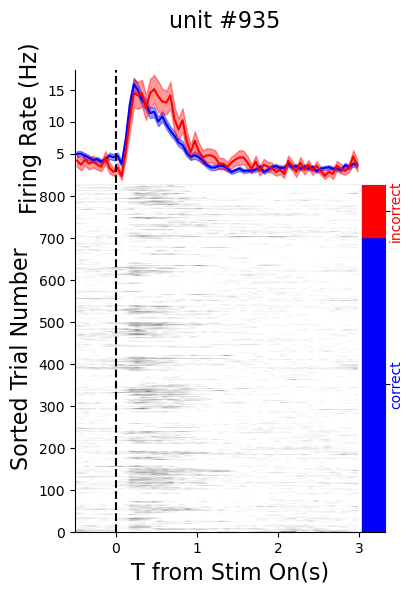 unit #935
Firing Rate (Hz)
15
10
5
Sorted Trial Number
800
700
600
500
400
300
200
100
0
incorrect
correct
0 1 2 3
T from Stim On(s)